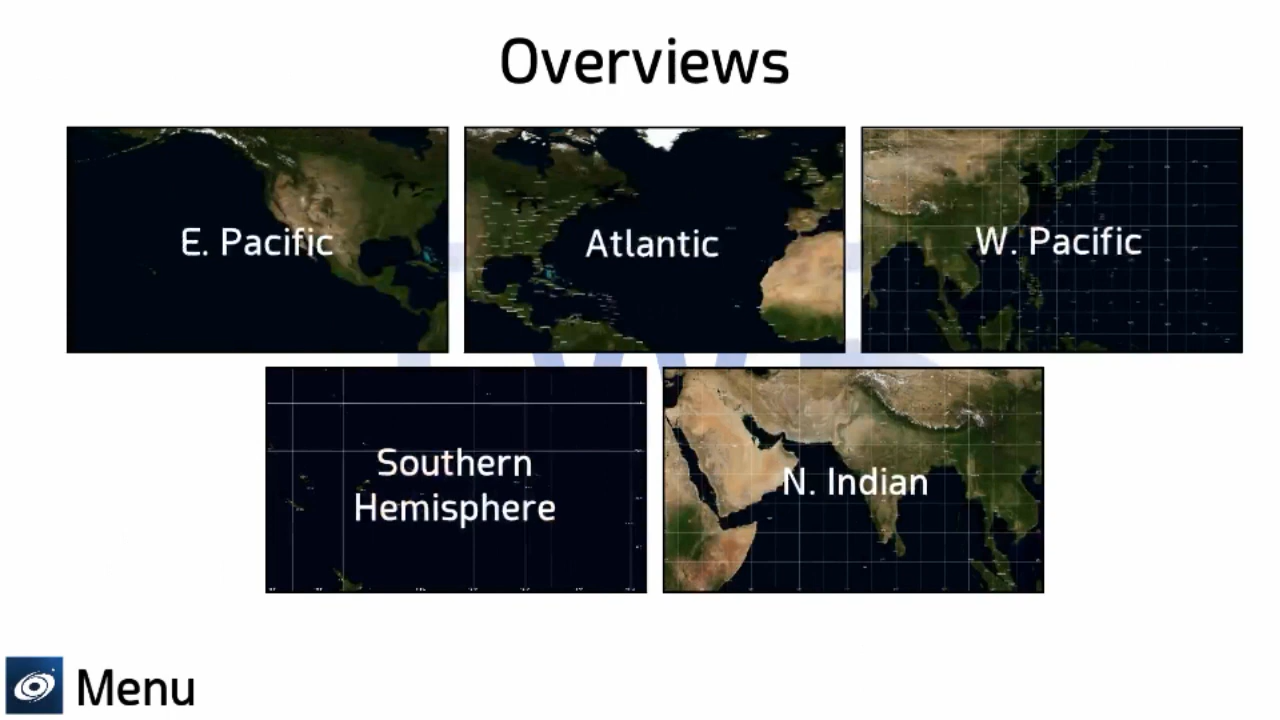 Overviews
E. Pacific
Atlantic
W. Pacific
Southern
Hemisphere
N. Indian
Menu